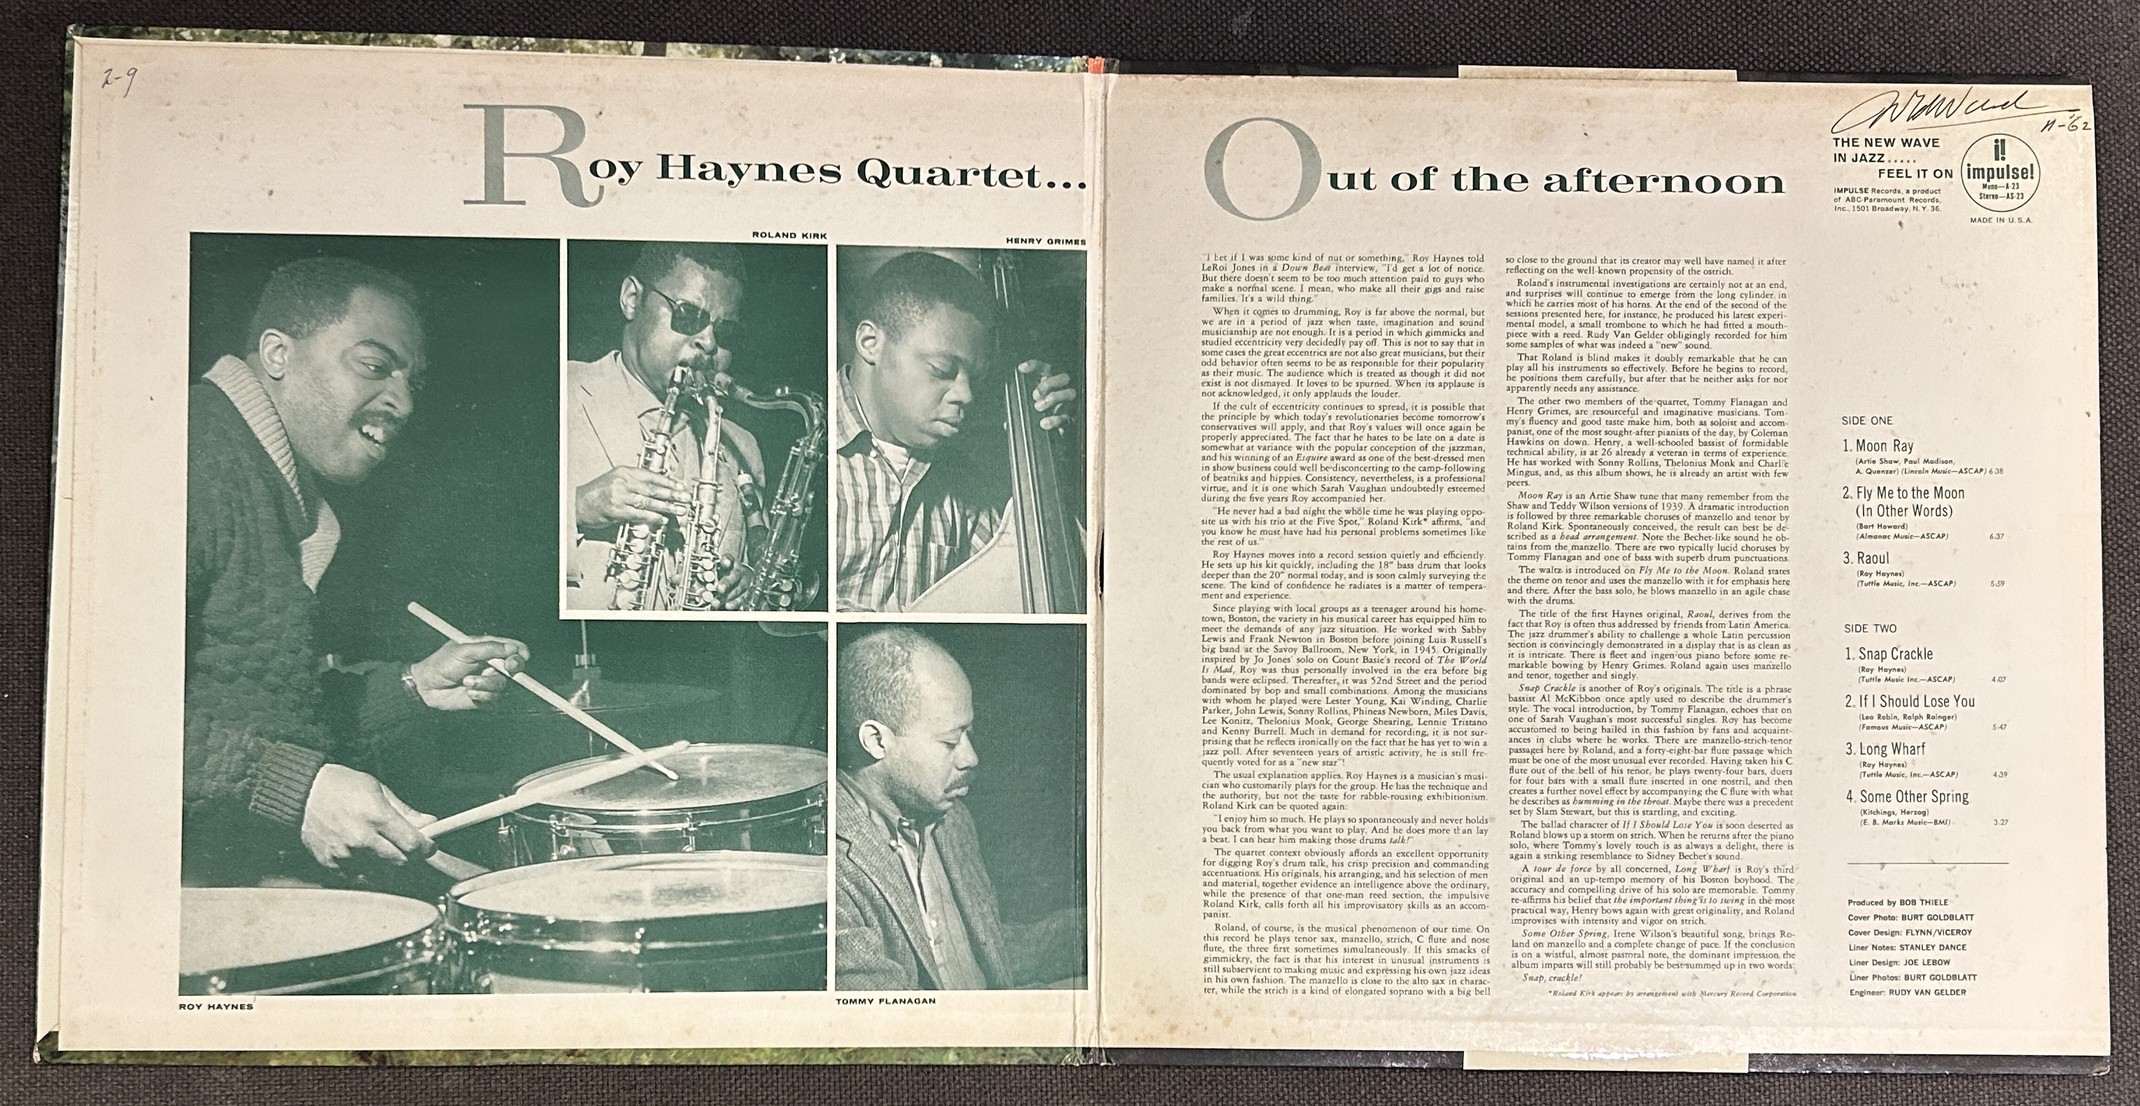 2-9
Roy Haynes Quartet...
ROLAND KIRK
HENRY GRIMES
ROY HAYNES
TOMMY FLANAGAN
Out of the afternoon
"I bet if I was some kind of nut or something," Roy Haynes told
LeRoi Jones in a Down Beat interview, "I'd get a lot of notice.
But there doesn't seem to be too much attention paid to guys who
make a normal scene. I mean, who make all their gigs and raise
families. It's a wild thing."
When it comes to drumming, Roy is far above the normal, but
we are in a period of jazz when taste, imagination and sound
musicianship are not enough. It is a period in which gimmicks and
studied eccentricity very decidedly pay off. This is not to say that in
some cases the great eccentrics are not also great musicians, but their
odd behavior often seems to be as responsible for their popularity
as their music. The audience which is treated as though it did not
exist is not dismayed. It loves to be spurned. When its applause is
not acknowledged, it only applauds the louder.
If the cult of eccentricity continues to spread, it is possible that
the principle by which today's revolutionaries become tomorrow's
conservatives will apply, and that Roy's values will once again be
properly appreciated. The fact that he hates to be late on a date is
somewhat at variance with the popular conception of the jazzman,
and his winning of an Esquire award as one of the best-dressed men
in show business could well be disconcerting to the camp-following
of beatniks and hippies. Consistency, nevertheless, is a professional
virtue, and it is one which Sarah Vaughan undoubtedly esteemed
during the five years Roy accompanied her.
"He never had a bad night the whole time he was playing oppo-
site us with his trio at the Five Spot," Roland Kirk* affirms, "and
you know he must have had his personal problems sometimes like
the rest of us."
Roy Haynes moves into a record session quietly and efficiently.
He sets up his kit quickly, including the 18" bass drum that looks
deeper than the 20" normal today, and is soon calmly surveying the
scene. The kind of confidence he radiates is a matter of tempera-
ment and experience.
Since playing with local groups as a teenager around his home-
town, Boston, the variety in his musical career has equipped him to
meet the demands of any jazz situation. He worked with Sabby
Lewis and Frank Newton in Boston before joining Luis Russell's
big band at the Savoy Ballroom, New York, in 1945. Originally
inspired by Jo Jones' solo on Count Basie's record of The World
Is Mad, Roy was thus personally involved in the era before big
bands were eclipsed. Thereafter, it was 52nd Street and the period
dominated by bop and small combinations. Among the musicians
with whom he played were Lester Young, Kai Winding, Charlie
Parker, John Lewis, Sonny Rollins, Phineas Newborn, Miles Davis,
Lee Konitz, Thelonious Monk, George Shearing, Lennie Tristano
and Kenny Burrell. Much in demand for recording, it is not sur-
prising that he reflects ironically on the fact that he has yet to win a
jazz poll. After seventeen years of artistic activity, he is still fre-
quently voted for as a "new star"!
The usual explanation applies. Roy Haynes is a musician's musi-
cian who customarily plays for the group. He has the technique and
the authority, but not the taste for rabble-rousing exhibitionism.
Roland Kirk can be quoted again:
"I enjoy him so much. He plays so spontaneously and never holds
you back from what you want to play. And he does more than lay
a beat. I can hear him making those drums talk!"
The quartet context obviously affords an excellent opportunity
for digging Roy's drum talk, his crisp precision and commanding
accentuations. His originals, his arranging, and his selection of men
and material, together evidence an intelligence above the ordinary,
while the presence of that one-man reed section, the impulsive
Roland Kirk, calls forth all his improvisatory skills as an accom-
panist.
Roland, of course, is the musical phenomenon of our time. On
this record he plays tenor sax, manzello, strich, C flute and nose
flute, the three first sometimes simultaneously. If this smacks of
gimmickry, the fact is that his interest in unusual instruments is
still subservient to making music and expressing his own jazz ideas
in his own fashion. The manzello is close to the alto sax in charac-
ter, while the strich is a kind of elongated soprano with a big bell
so close to the ground that its creator may well have named it after
reflecting on the well-known propensity of the ostrich.
Roland's instrumental investigations are certainly not at an end,
and surprises will continue to emerge from the long cylinder in
which he carries most of his horns. At the end of the second of the
sessions presented here, for instance, he produced his latest experi-
mental model, a small trombone to which he had fitted a mouth-
piece with a reed. Rudy Van Gelder obligingly recorded for him
some samples of what was indeed a "new" sound.
That Roland is blind makes it doubly remarkable that he can
play all his instruments so effectively. Before he begins to record,
he positions them carefully, but after that he neither asks for nor
apparently needs any assistance.
The other two members of the quartet, Tommy Flanagan and
Henry Grimes, are resourceful and imaginative musicians. Tom-
my's fluency and good taste make him, both as soloist and accom-
panist, one of the most sought-after pianists of the day, by Coleman
Hawkins on down. Henry, a well-schooled bassist of formidable
technical ability, is at 26 already a veteran in terms of experience.
He has worked with Sonny Rollins, Thelonius Monk and Charlie
Mingus, and, as this album shows, he is already an artist with few
peers.
Moon Ray is an Artie Shaw tune that many remember from the
Shaw and Teddy Wilson versions of 1939. A dramatic introduction
is followed by three remarkable choruses of manzello and tenor by
Roland Kirk. Spontaneously conceived, the result can best be de-
scribed as a head arrangement. Note the Bechet-like sound he ob-
tains from the manzello. There are two typically lucid choruses by
Tommy Flanagan and one of bass with superb drum punctuations.
The waltz is introduced on Fly Me to the Moon. Roland states
the theme on tenor and uses the manzello with it for emphasis here
and there. After the bass solo, he blows manzello in an agile chase
with the drums.
The title of the first Haynes original, Raoul, derives from the
fact that Roy is often thus addressed by friends from Latin America.
The jazz drummer's ability to challenge a whole Latin percussion
section is convincingly demonstrated in a display that is as clean as
it is intricate. There is fleet and ingenious piano before some re-
markable bowing by Henry Grimes. Roland again uses manzello
and tenor, together and singly.
Snap Crackle is another of Roy's originals. The title is a phrase
bassist Al McKibbon once aptly used to describe the drummer's
style. The vocal introduction, by Tommy Flanagan, echoes that on
one of Sarah Vaughan's most successful singles. Roy has become
accustomed to being hailed in this fashion by fans and acquaint-
ances in clubs where he works. There are manzello-strich-tenor
passages here by Roland, and a forty-eight-bar flute passage which
must be one of the most unusual ever recorded. Having taken his C
flute out of the bell of his tenor, he plays twenty-four bars, duets
for four bars with a small flute inserted in one nostril, and then
creates a further novel effect by accompanying the C flute with what
he describes as humming in the throat. Maybe there was a precedent
set by Slam Stewart, but this is startling, and exciting.
The ballad character of If I Should Lose You is soon deserted as
Roland blows up a storm on strich. When he returns after the piano
solo, where Tommy's lovely touch is as always a delight, there is
again a striking resemblance to Sidney Bechet's sound.
A tour de force by all concerned, Long Wharf is Roy's third
original and an up-tempo memory of his Boston boyhood. The
accuracy and compelling drive of his solo are memorable. Tommy
re-affirms his belief that the important thing is to swing in the most
practical way, Henry bows again with great originality, and Roland
improvises with intensity and vigor on strich.
Some Other Spring, Irene Wilson's beautiful song, brings Ro-
land on manzello and a complete change of pace. If the conclusion
is on a wistful, almost pastoral note, the dominant impression the
album imparts will still probably be best summed up in two words:
Snap, crackle!
*Roland Kirk appears by arrangement with Mercury Record Corporation
11-'62
THE NEW WAVE
IN JAZZ.....
FEEL IT ON
impulse!
Mono—A-23
Stereo—AS-23
IMPULSE Records, a product
of ABC-Paramount Records,
Inc., 1501 Broadway, N.Y. 36.
MADE IN U.S.A.
SIDE ONE
1. Moon Ray
(Artie Shaw, Paul Madison,
A. Quenzer) (Lincoln Music—ASCAP) 6:38
2. Fly Me to the Moon
(In Other Words)
(Bart Howard)
(Almanac Music—ASCAP) 6:37
3. Raoul
(Roy Haynes)
(Tuttle Music, Inc.—ASCAP) 5:59
SIDE TWO
1. Snap Crackle
(Roy Haynes)
(Tuttle Music Inc.—ASCAP) 4:07
2. If I Should Lose You
(Leo Robin, Ralph Rainger)
(Famous Music—ASCAP) 5:47
3. Long Wharf
(Roy Haynes)
(Tuttle Music, Inc.—ASCAP) 4:39
4. Some Other Spring
(Kitchings, Herzog)
(E. B. Marks Music—BMI) 3:27
Produced by BOB THIELE
Cover Photo: BURT GOLDBLATT
Cover Design: FLYNN/VICEROY
Liner Notes: STANLEY DANCE
Liner Design: JOE LEBOW
Liner Photos: BURT GOLDBLATT
Engineer: RUDY VAN GELDER